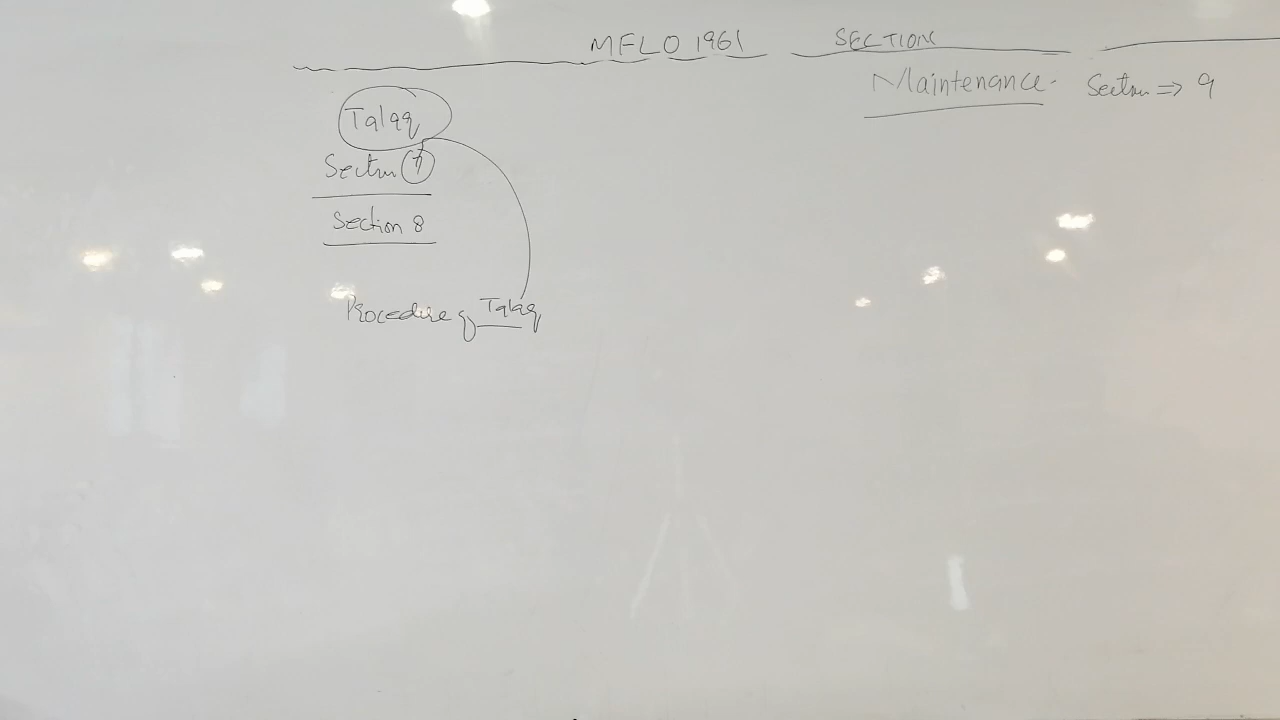 MFLO 1961 SECTION
Maintenance. Section => 9
Talaq
Section 7
Section 8
Procedure of Talaq